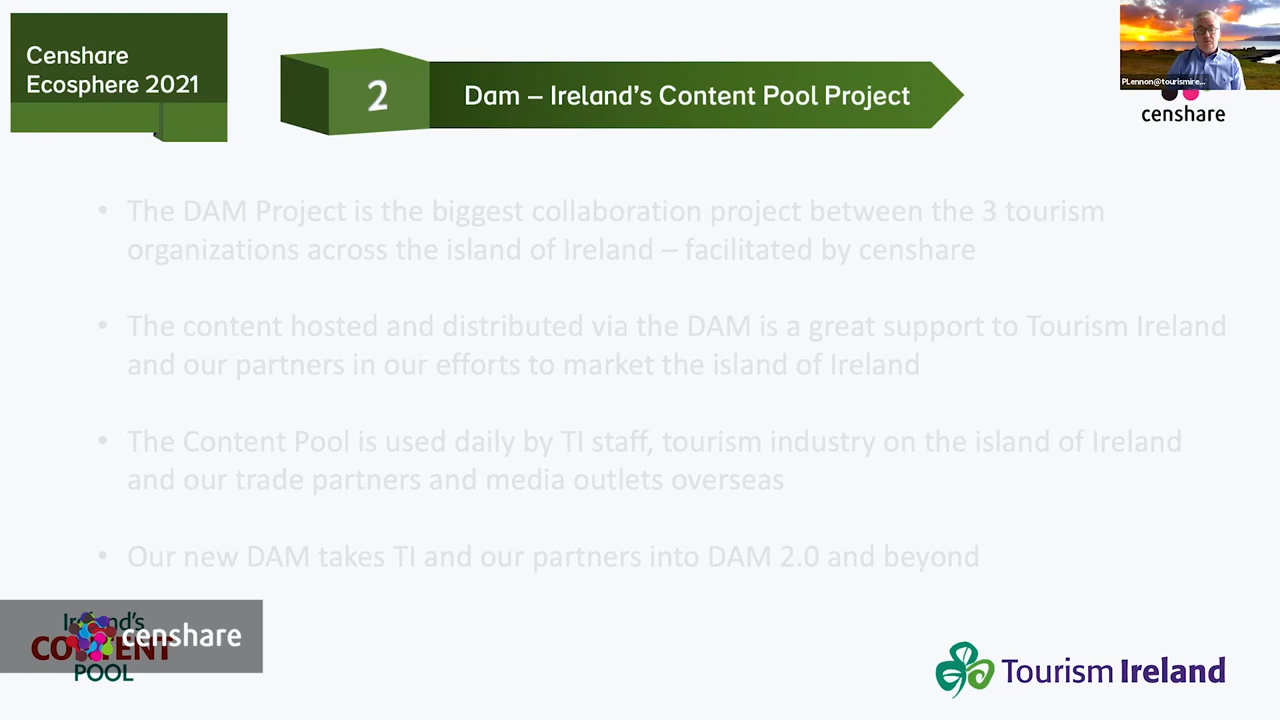 Censhare
Ecosphere 2021
2
Dam – Ireland's Content Pool Project
PLennon@tourismire...
censhare
• The DAM Project is the biggest collaboration project between the 3 tourism
organizations across the island of Ireland – facilitated by censhare
• The content hosted and distributed via the DAM is a great support to Tourism Ireland
and our partners in our efforts to market the island of Ireland
• The Content Pool is used daily by TI staff, tourism industry on the island of Ireland
and our trade partners and media outlets overseas
• Our new DAM takes TI and our partners into DAM 2.0 and beyond
Ireland's
CONTENT
POOL
censhare
Tourism Ireland